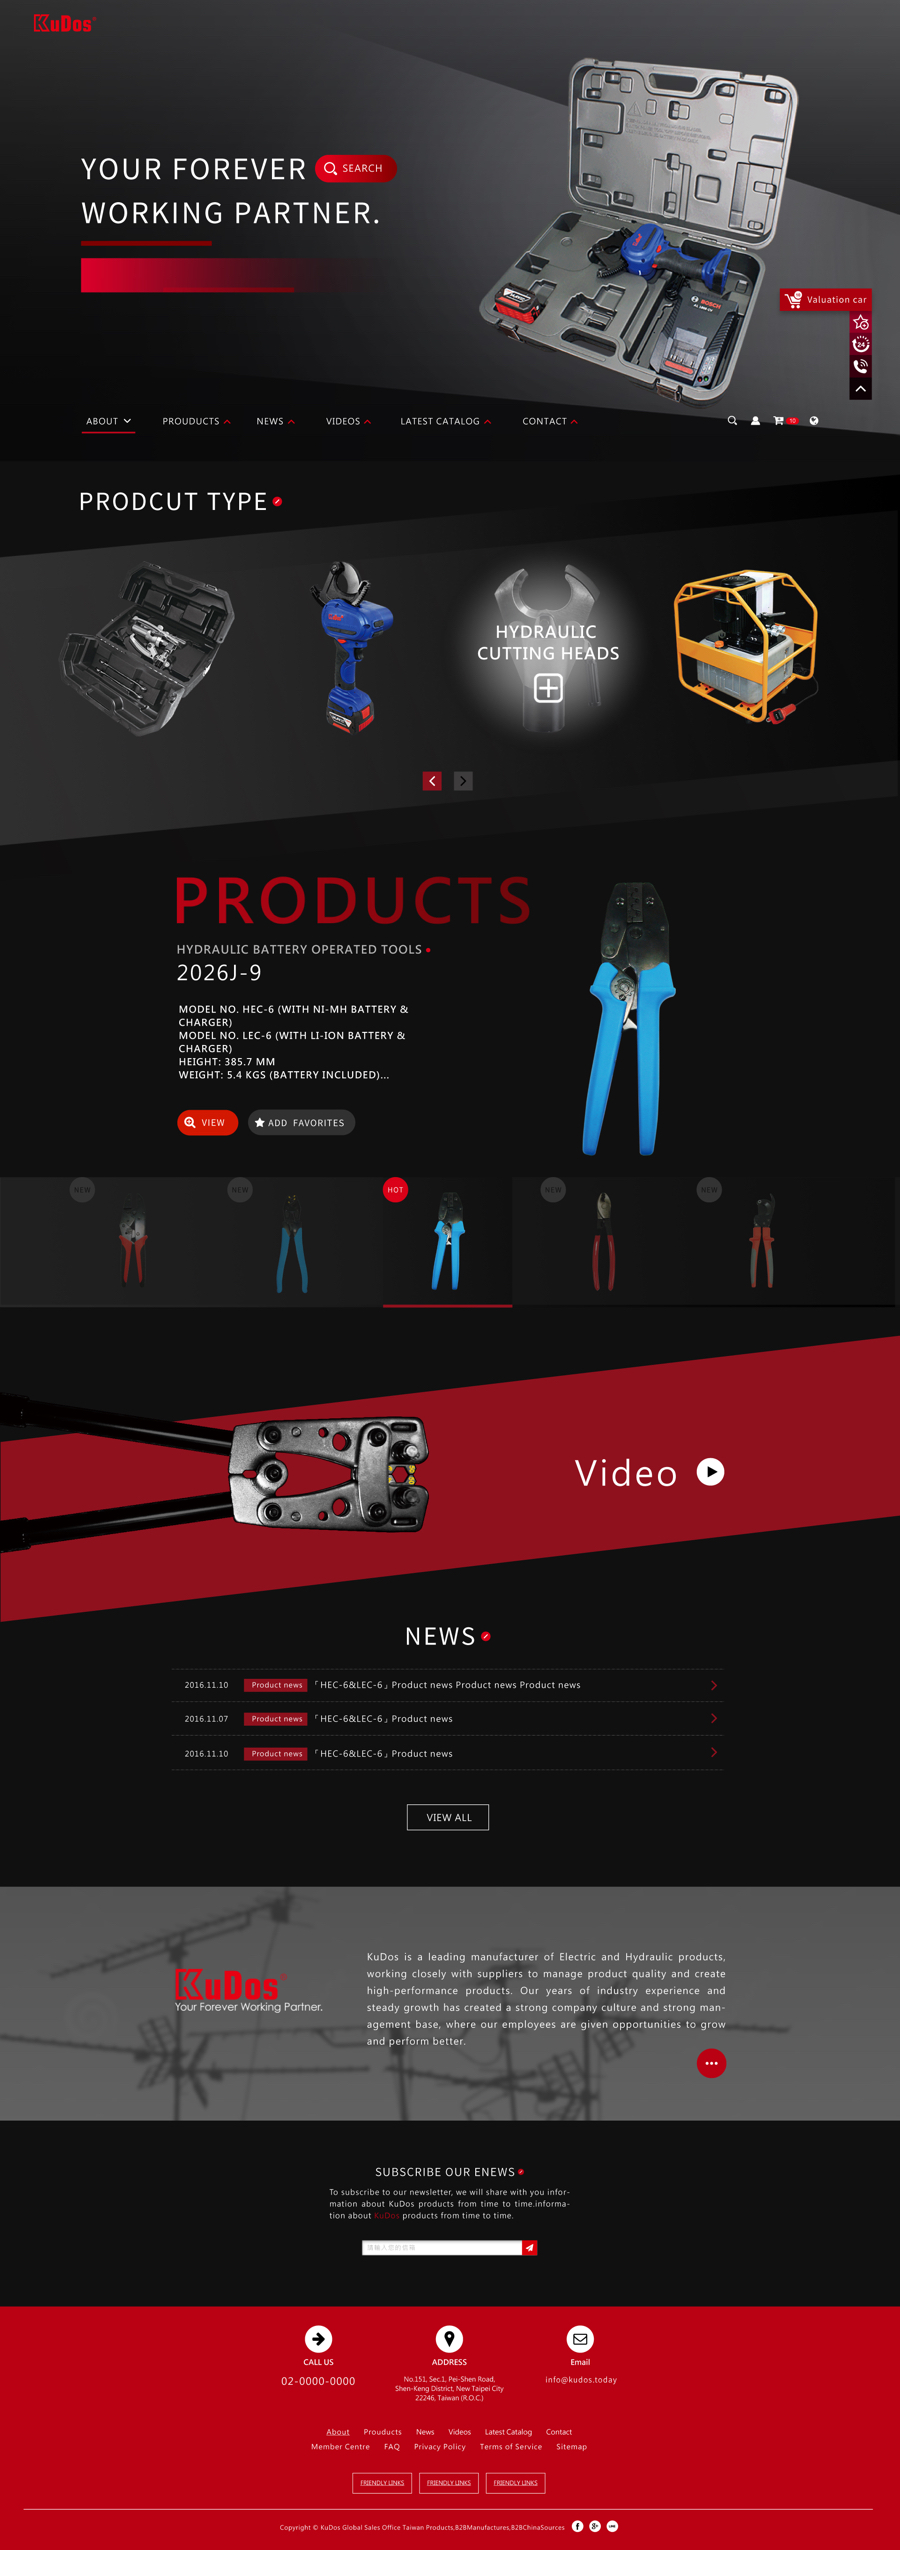 KuDos®
YOUR FOREVER
SEARCH
WORKING PARTNER.
BOSCH
Valuation car
24
ABOUT
PROUDUCTS
NEWS
VIDEOS
LATEST CATALOG
CONTACT
10
PRODCUT TYPE
HYDRAULIC
CUTTING HEADS
PRODUCTS
HYDRAULIC BATTERY OPERATED TOOLS
2026J-9
MODEL NO. HEC-6 (WITH NI-MH BATTERY &
CHARGER)
MODEL NO. LEC-6 (WITH LI-ION BATTERY &
CHARGER)
HEIGHT: 385.7 MM
WEIGHT: 5.4 KGS (BATTERY INCLUDED)...
VIEW
ADD FAVORITES
NEW
NEW
HOT
NEW
NEW
Video
NEWS
2016.11.10 Product news 「HEC-6&LEC-6」Product news Product news Product news
2016.11.07 Product news 「HEC-6&LEC-6」Product news
2016.11.10 Product news 「HEC-6&LEC-6」Product news
VIEW ALL
KuDos®
Your Forever Working Partner.
KuDos is a leading manufacturer of Electric and Hydraulic products,
working closely with suppliers to manage product quality and create
high-performance products. Our years of industry experience and
steady growth has created a strong company culture and strong man-
agement base, where our employees are given opportunities to grow
and perform better.
SUBSCRIBE OUR ENEWS
To subscribe to our newsletter, we will share with you infor-
mation about KuDos products from time to time.informa-
tion about KuDos products from time to time.
請輸入您的信箱
CALL US
02-0000-0000
ADDRESS
No.151, Sec.1, Pei-Shen Road,
Shen-Keng District, New Taipei City
22246, Taiwan (R.O.C.)
Email
info@kudos.today
About Prouducts News Videos Latest Catalog Contact
Member Centre FAQ Privacy Policy Terms of Service Sitemap
FRIENDLY LINKS FRIENDLY LINKS FRIENDLY LINKS
Copyright © KuDos Global Sales Office Taiwan Products,B2BManufactures,B2BChinaSources